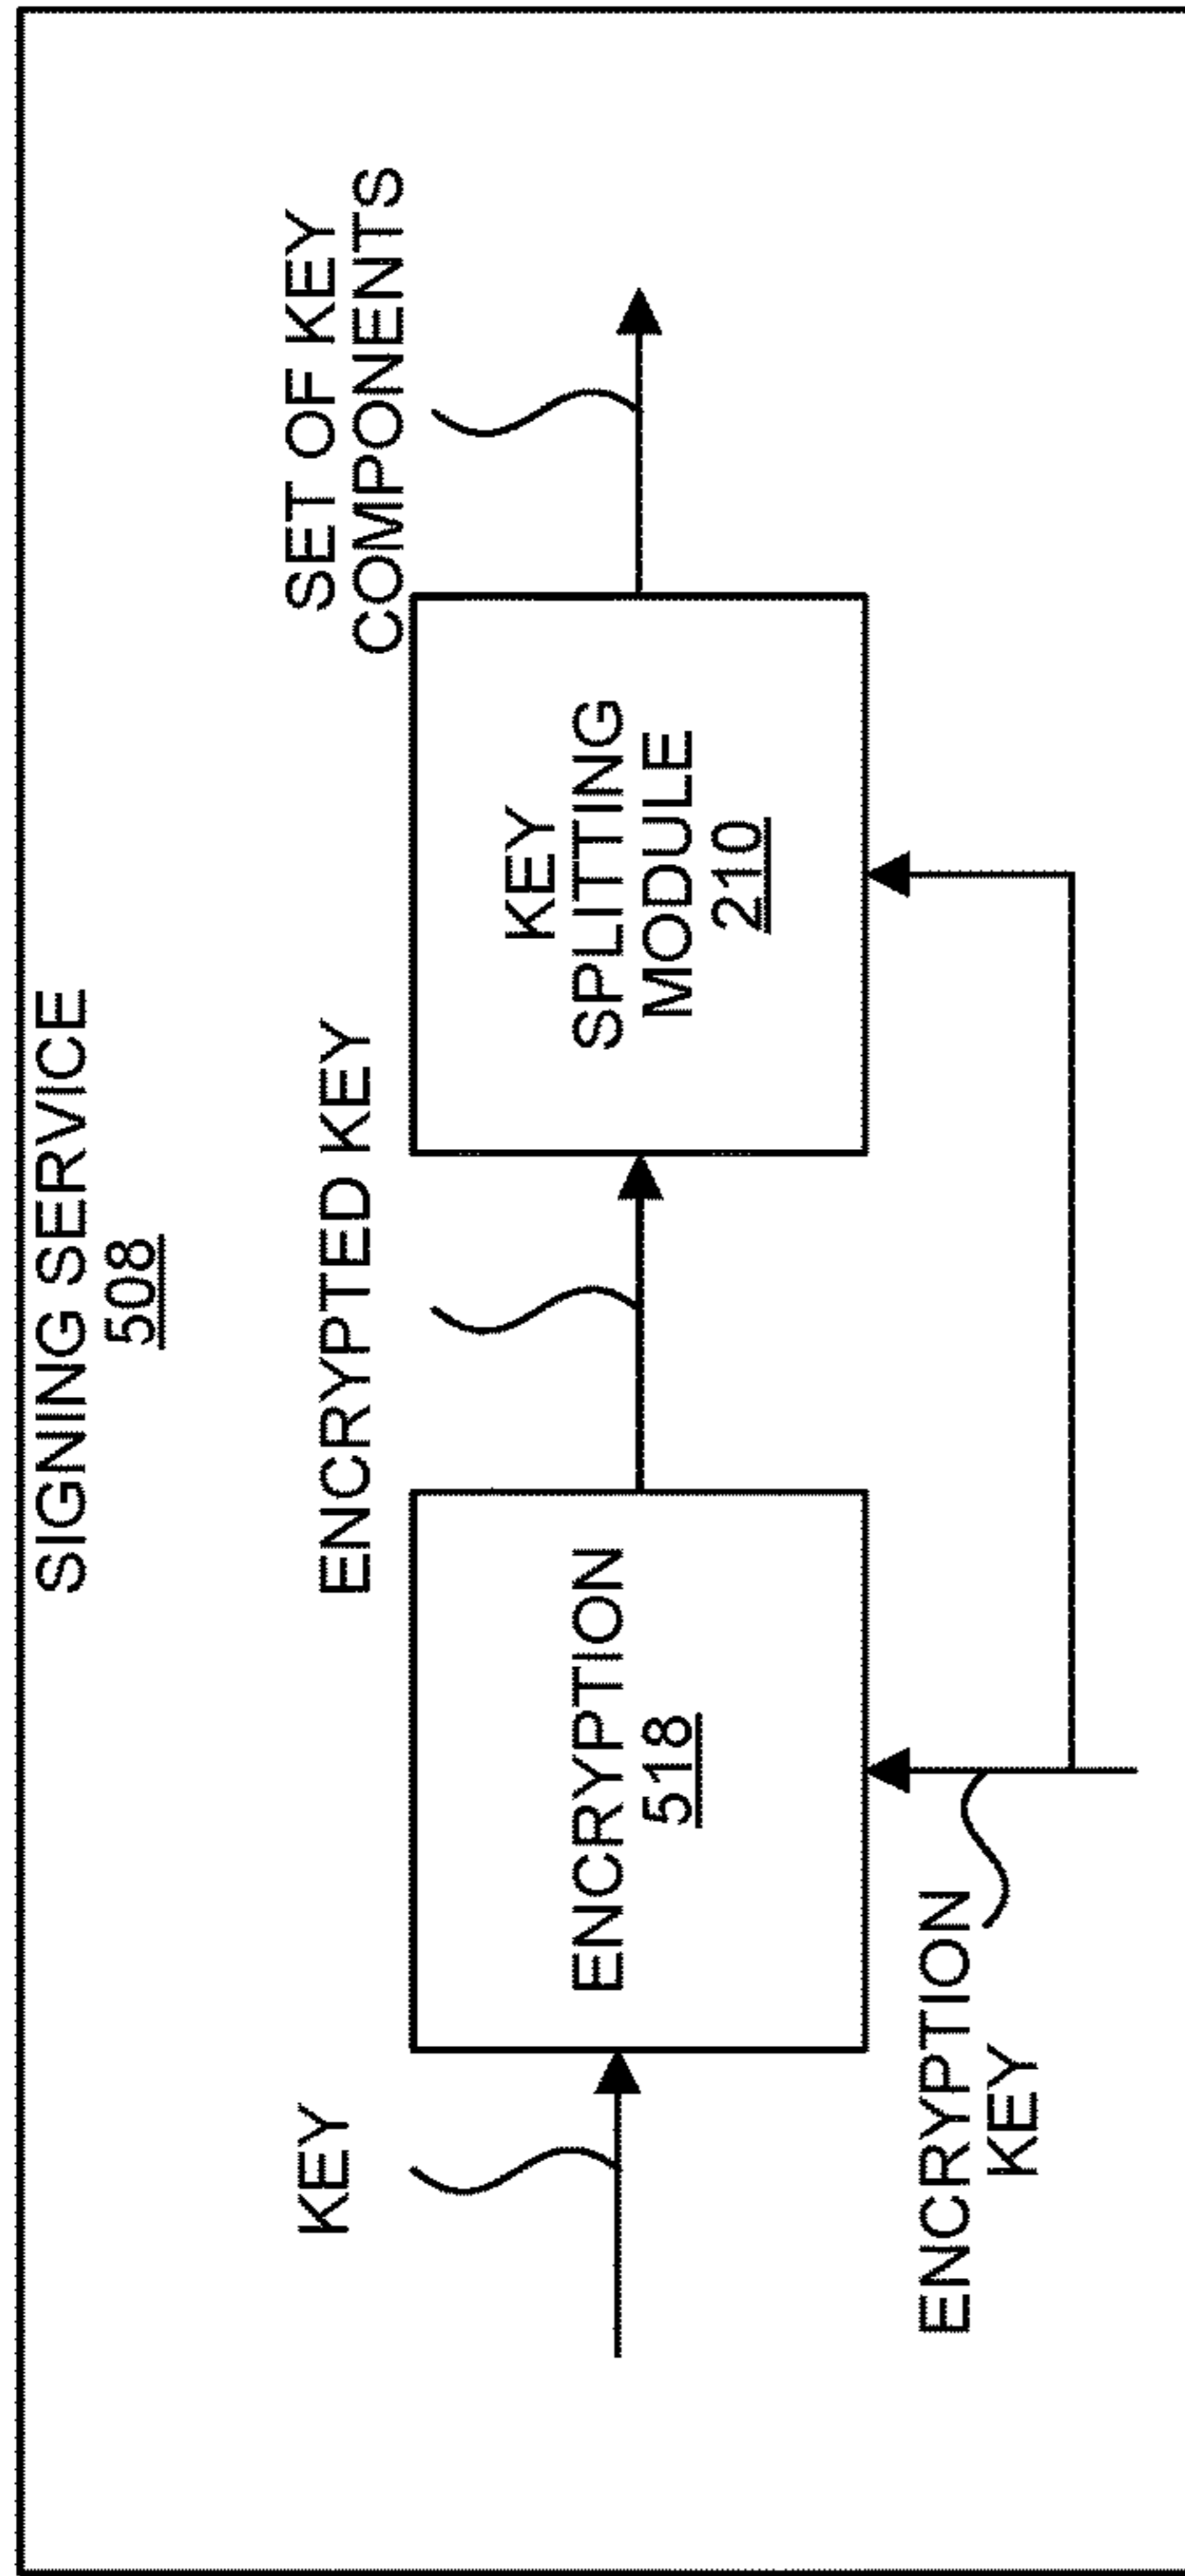 SIGNING SERVICE
508
KEY
ENCRYPTED KEY
SET OF KEY
COMPONENTS
ENCRYPTION
518
KEY
SPLITTING
MODULE
210
ENCRYPTION
KEY